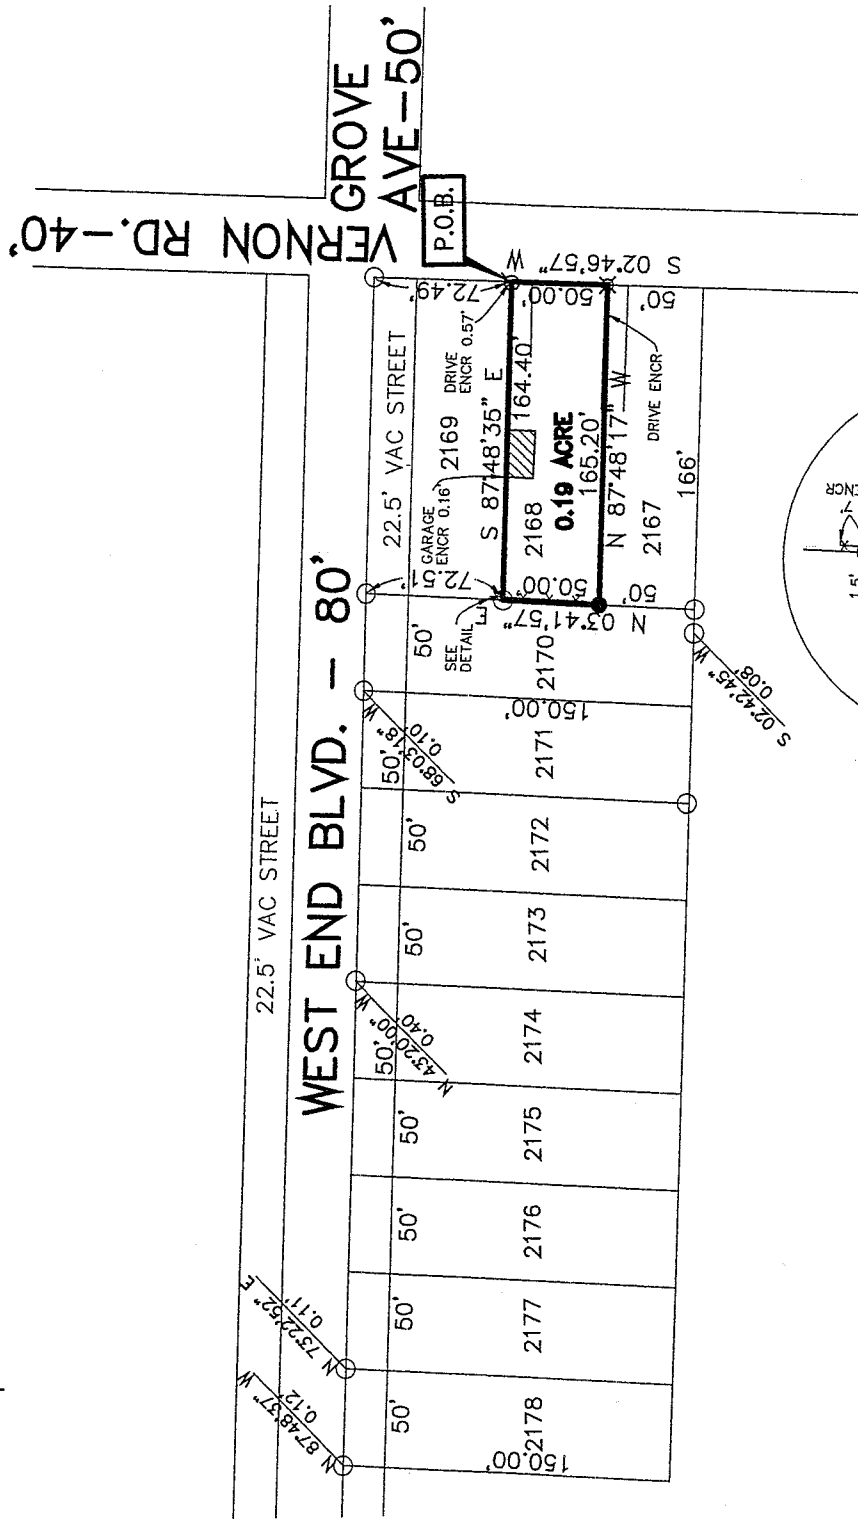 GROVE
AVE-50'
VERNON RD.-40'
P.O.B.
WEST END BLVD. - 80'
22.5' VAC STREET
22.5' VAC STREET
72.49'
DRIVE
ENCR 0.57'
2169
GARAGE
ENCR 0.16'
S 87°48'35" E
164.40'
S 02°46'57" W
50.00'
2168
0.19 ACRE
165.20'
N 87°48'17" W
DRIVE ENCR
50'
2167
166'
50'
N 03°41'57" E
50.00'
72.51'
SEE
DETAIL
50'
2170
150.00'
S 02°42'45" W
0.08'
S 68°03'18" W
0.10'
50'
2171
50'
2172
50'
2173
N 43°20'00" W
0.40'
50'
2174
50'
2175
50'
2176
50'
2177
N 73°22'52" E
0.11'
50'
2178
150.00'
N 87°48'37" W
0.12'
ENCR
7'
1.5'